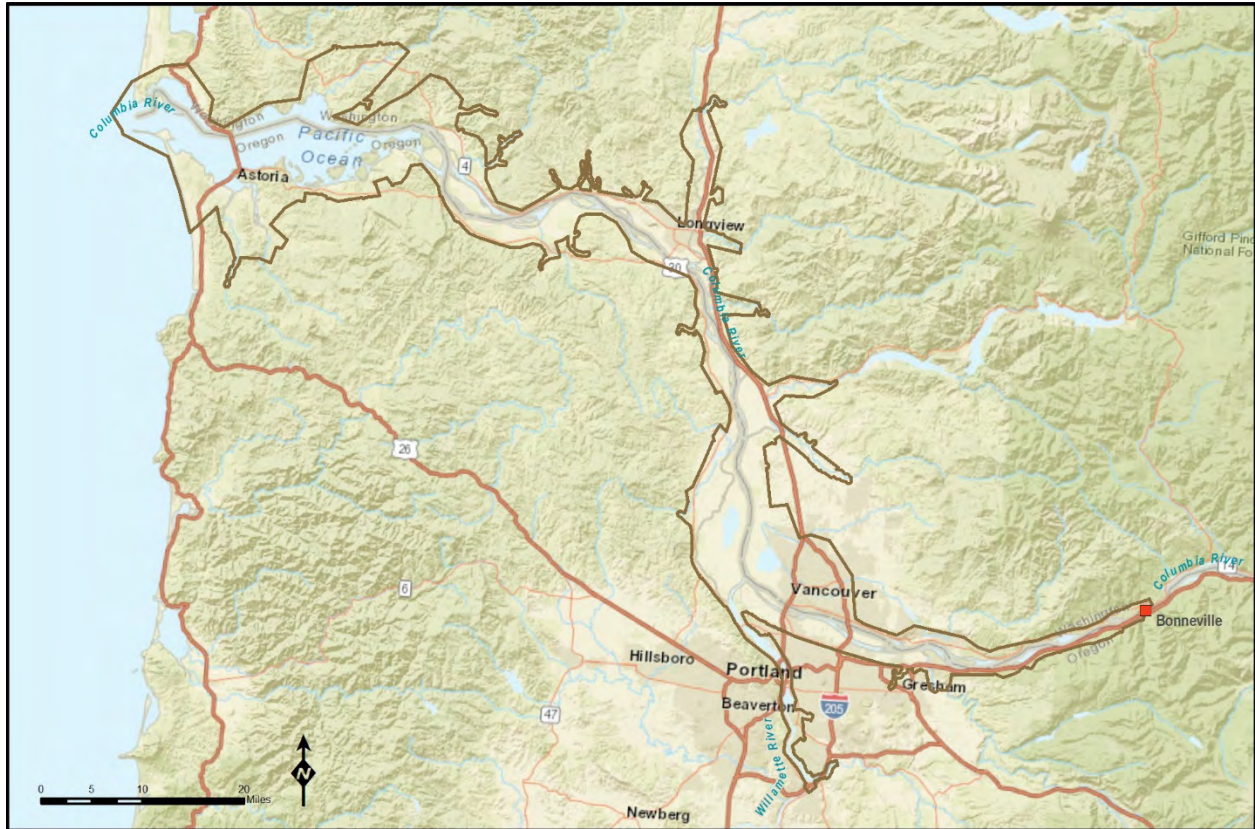 Columbia River
Washington
Oregon
Washington
Oregon
Pacific
Ocean
Astoria
4
Longview
30
Columbia River
Gifford Pinc
National Fo
26
6
Vancouver
Columbia River
14
Washington
Oregon
Bonneville
Hillsboro
Portland
Gresham
Beaverton
205
47
Willamette River
Newberg
N
0 5 10 20
Miles